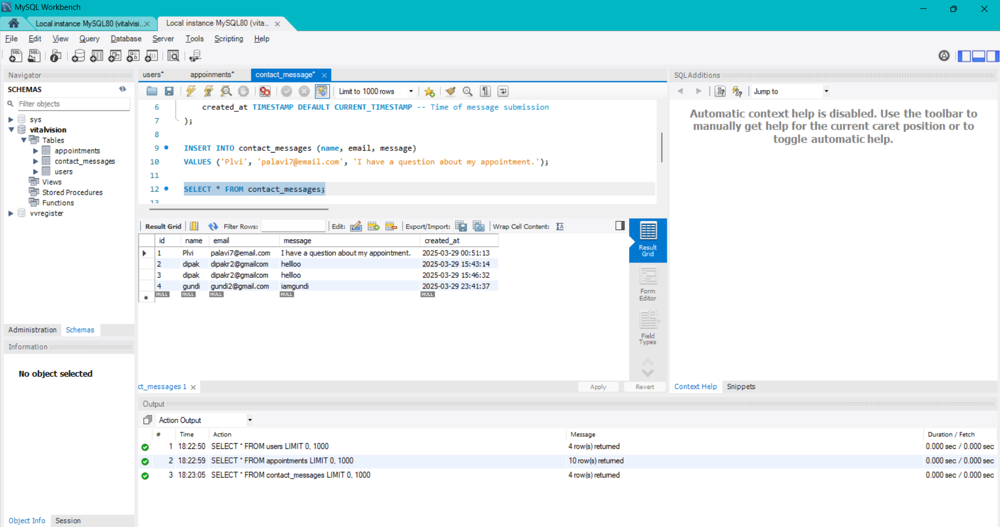 MySQL Workbench
Local instance MySQL80 (vitalvisi...
Local instance MySQL80 (vita...
File Edit View Query Database Server Tools Scripting Help
Navigator
SCHEMAS
Filter objects
sys
vitalvision
Tables
appointments
contact_messages
users
Views
Stored Procedures
Functions
vvregister
Administration Schemas
Information
No object selected
Object Info Session
users* appoinments* contact_message*
Limit to 1000 rows
6 created_at TIMESTAMP DEFAULT CURRENT_TIMESTAMP -- Time of message submission
7 );
8
9 INSERT INTO contact_messages (name, email, message)
10 VALUES ('Plvi', 'palavi7@email.com', 'I have a question about my appointment.');
11
12 SELECT * FROM contact_messages;
13
Result Grid Filter Rows: Edit: Export/Import: Wrap Cell Content: IA
id name email message created_at
1 Plvi palavi7@email.com I have a question about my appointment. 2025-03-29 00:51:13
2 dipak dipakr2@gmailcom hellloo 2025-03-29 15:43:14
3 dipak dipakr2@gmailcom hellloo 2025-03-29 15:46:32
4 gundi gundi2@gmail.com iamgundi 2025-03-29 23:41:37
NULL NULL NULL NULL NULL
Result Grid
Form Editor
Field Types
ct_messages 1
Apply Revert
SQLAdditions
Jump to
Automatic context help is disabled. Use the toolbar to
manually get help for the current caret position or to
toggle automatic help.
Context Help Snippets
Output
Action Output
# Time Action Message Duration / Fetch
1 18:22:50 SELECT * FROM users LIMIT 0, 1000 4 row(s) returned 0.000 sec / 0.000 sec
2 18:22:59 SELECT * FROM appointments LIMIT 0, 1000 10 row(s) returned 0.000 sec / 0.000 sec
3 18:23:05 SELECT * FROM contact_messages LIMIT 0, 1000 4 row(s) returned 0.000 sec / 0.000 sec